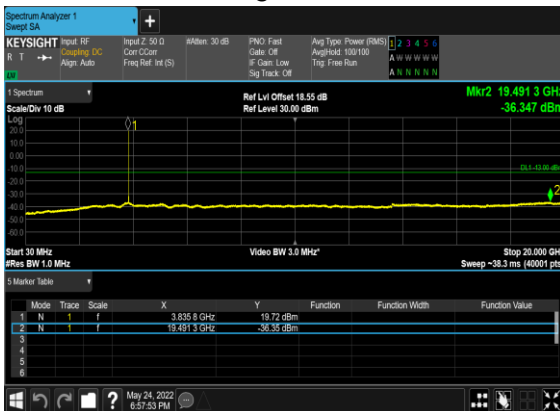 Spectrum Analyzer 1
Swept SA
KEYSIGHT Input: RF Input Z: 50 Ω #Atten: 30 dB PNO: Fast Avg Type: Power (RMS) 1 2 3 4 5 6
R T Coupling: DC Corr CCorr Gate: Off Avg|Hold: 100/100 A W W W W W
Align: Auto Freq Ref: Int (S) IF Gain: Low Trig: Free Run
LV Sig Track: Off A N N N N N
1 Spectrum Ref Lvl Offset 18.55 dB Mkr2 19.491 3 GHz
Scale/Div 10 dB Ref Level 30.00 dBm -36.347 dBm
Log
20.0
10.0
0.00
-10.0
-20.0
-30.0
-40.0
-50.0
-60.0
1
DL1 -13.00 dBm
2
Start 30 MHz Video BW 3.0 MHz* Stop 20.000 GH
#Res BW 1.0 MHz Sweep ~38.3 ms (40001 pts
5 Marker Table
Mode Trace Scale X Y Function Function Width Function Value
1 N 1 f 3.835 8 GHz 19.72 dBm
2 N 1 f 19.491 3 GHz -36.35 dBm
3
4
5
6
? May 24, 2022
6:57:53 PM